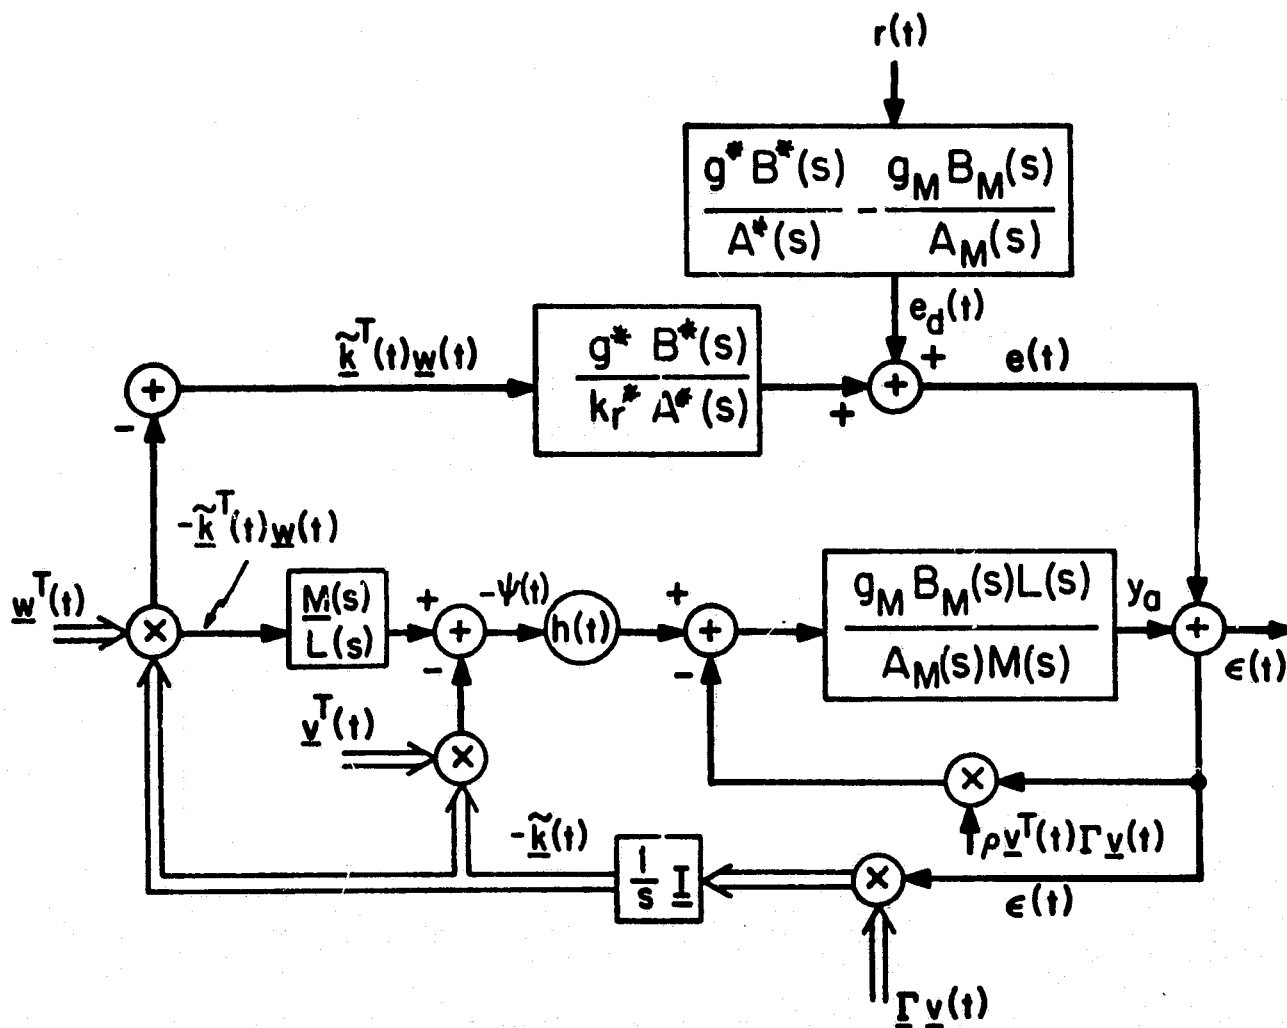 r(t)
g* B*(s) / A*(s) - g_M B_M(s) / A_M(s)
e_d(t)
+
k̃^T(t)w(t)
g* B*(s) / k_r* A*(s)
+
+
e(t)
+
-
-k̃^T(t)w(t)
w^T(t)
×
M(s) / L(s)
+
+
-
-ψ(t)
h(t)
+
+
-
g_M B_M(s)L(s) / A_M(s)M(s)
y_a
+
ε(t)
v^T(t)
×
×
ρv^T(t)Γv(t)
-k̃(t)
1/s I
×
ε(t)
Γv(t)